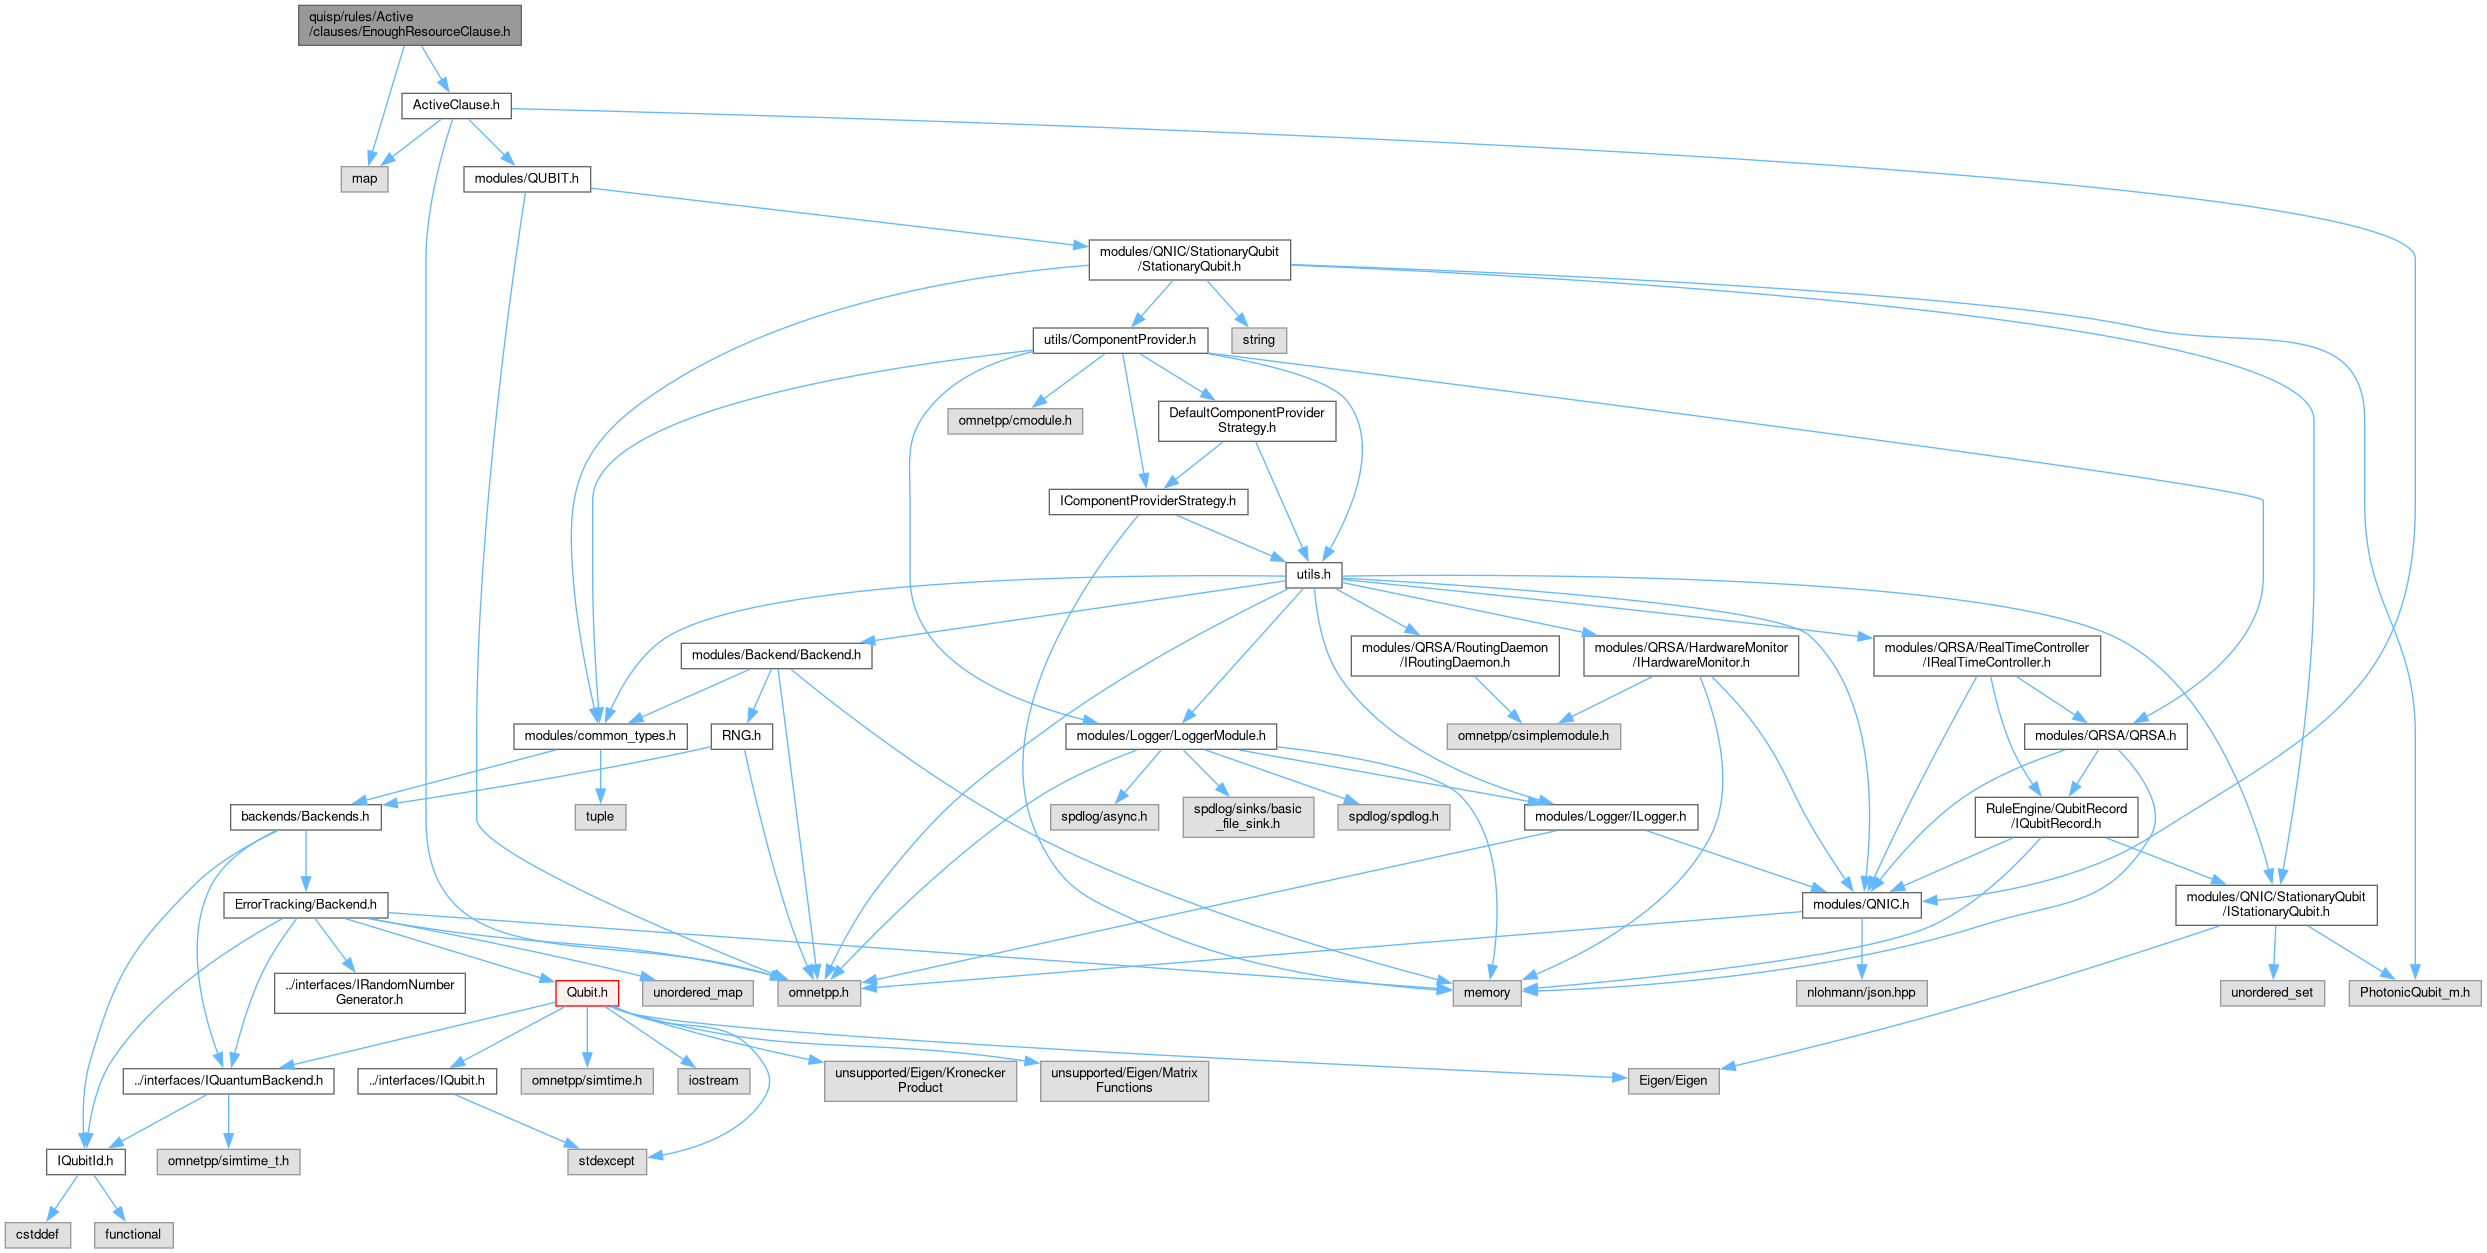 quisp/rules/Active
/clauses/EnoughResourceClause.h
ActiveClause.h
map
modules/QUBIT.h
modules/QNIC/StationaryQubit
/StationaryQubit.h
utils/ComponentProvider.h
string
omnetpp/cmodule.h
DefaultComponentProvider
Strategy.h
IComponentProviderStrategy.h
utils.h
modules/Backend/Backend.h
modules/QRSA/RoutingDaemon
/IRoutingDaemon.h
modules/QRSA/HardwareMonitor
/IHardwareMonitor.h
modules/QRSA/RealTimeController
/IRealTimeController.h
modules/common_types.h
RNG.h
modules/Logger/LoggerModule.h
omnetpp/csimplemodule.h
modules/QRSA/QRSA.h
backends/Backends.h
tuple
spdlog/async.h
spdlog/sinks/basic
_file_sink.h
spdlog/spdlog.h
modules/Logger/ILogger.h
RuleEngine/QubitRecord
/IQubitRecord.h
ErrorTracking/Backend.h
modules/QNIC.h
modules/QNIC/StationaryQubit
/IStationaryQubit.h
../interfaces/IRandomNumber
Generator.h
Qubit.h
unordered_map
omnetpp.h
memory
nlohmann/json.hpp
unordered_set
PhotonicQubit_m.h
../interfaces/IQuantumBackend.h
../interfaces/IQubit.h
omnetpp/simtime.h
iostream
unsupported/Eigen/Kronecker
Product
unsupported/Eigen/Matrix
Functions
Eigen/Eigen
IQubitId.h
omnetpp/simtime_t.h
stdexcept
cstddef
functional